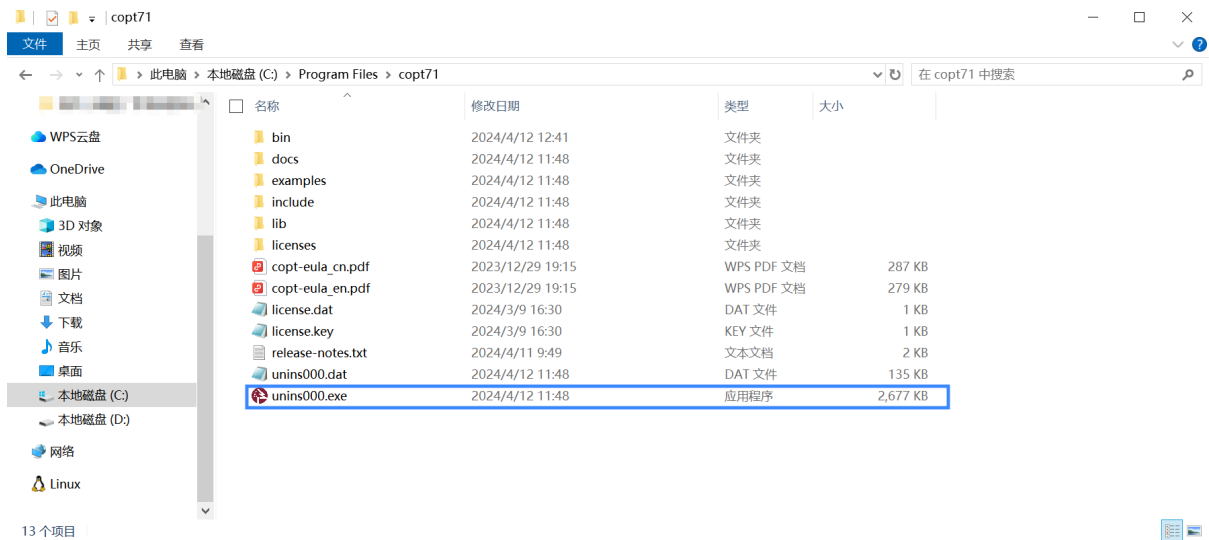 copt71
文件 主页 共享 查看
此电脑 › 本地磁盘 (C:) › Program Files › copt71
在 copt71 中搜索
WPS云盘
OneDrive
此电脑
3D 对象
视频
图片
文档
下载
音乐
桌面
本地磁盘 (C:)
本地磁盘 (D:)
网络
Linux
名称 修改日期 类型 大小
bin 2024/4/12 12:41 文件夹
docs 2024/4/12 11:48 文件夹
examples 2024/4/12 11:48 文件夹
include 2024/4/12 11:48 文件夹
lib 2024/4/12 11:48 文件夹
licenses 2024/4/12 11:48 文件夹
copt-eula_cn.pdf 2023/12/29 19:15 WPS PDF 文档 287 KB
copt-eula_en.pdf 2023/12/29 19:15 WPS PDF 文档 279 KB
license.dat 2024/3/9 16:30 DAT 文件 1 KB
license.key 2024/3/9 16:30 KEY 文件 1 KB
release-notes.txt 2024/4/11 9:49 文本文档 2 KB
unins000.dat 2024/4/12 11:48 DAT 文件 135 KB
unins000.exe 2024/4/12 11:48 应用程序 2,677 KB
13 个项目